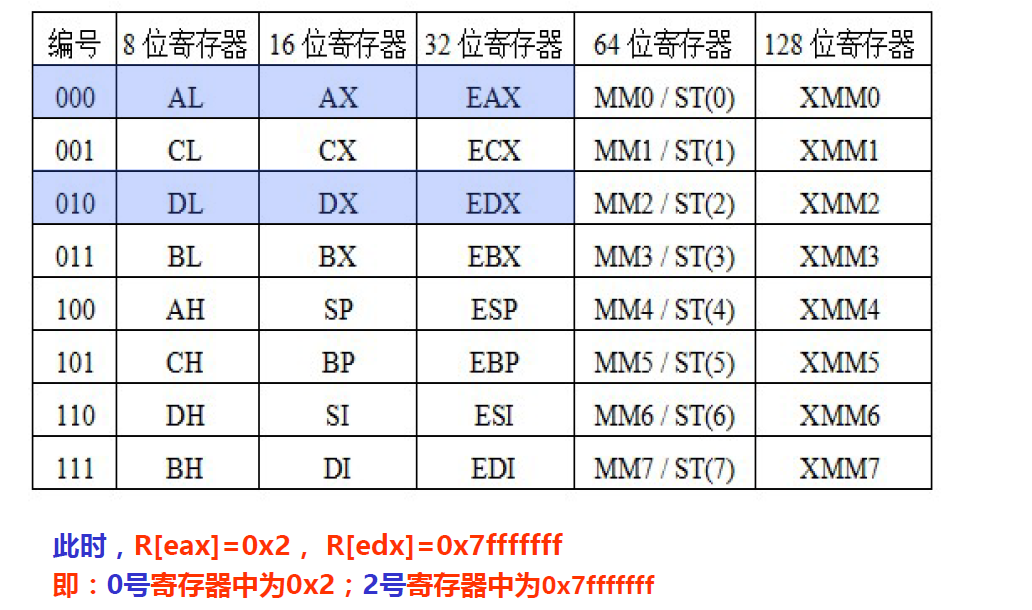 编号 8 位寄存器 16 位寄存器 32 位寄存器 64 位寄存器 128 位寄存器
000 AL AX EAX MM0 / ST(0) XMM0
001 CL CX ECX MM1 / ST(1) XMM1
010 DL DX EDX MM2 / ST(2) XMM2
011 BL BX EBX MM3 / ST(3) XMM3
100 AH SP ESP MM4 / ST(4) XMM4
101 CH BP EBP MM5 / ST(5) XMM5
110 DH SI ESI MM6 / ST(6) XMM6
111 BH DI EDI MM7 / ST(7) XMM7
此时，R[eax]=0x2， R[edx]=0x7fffffff
即：0号寄存器中为0x2；2号寄存器中为0x7fffffff